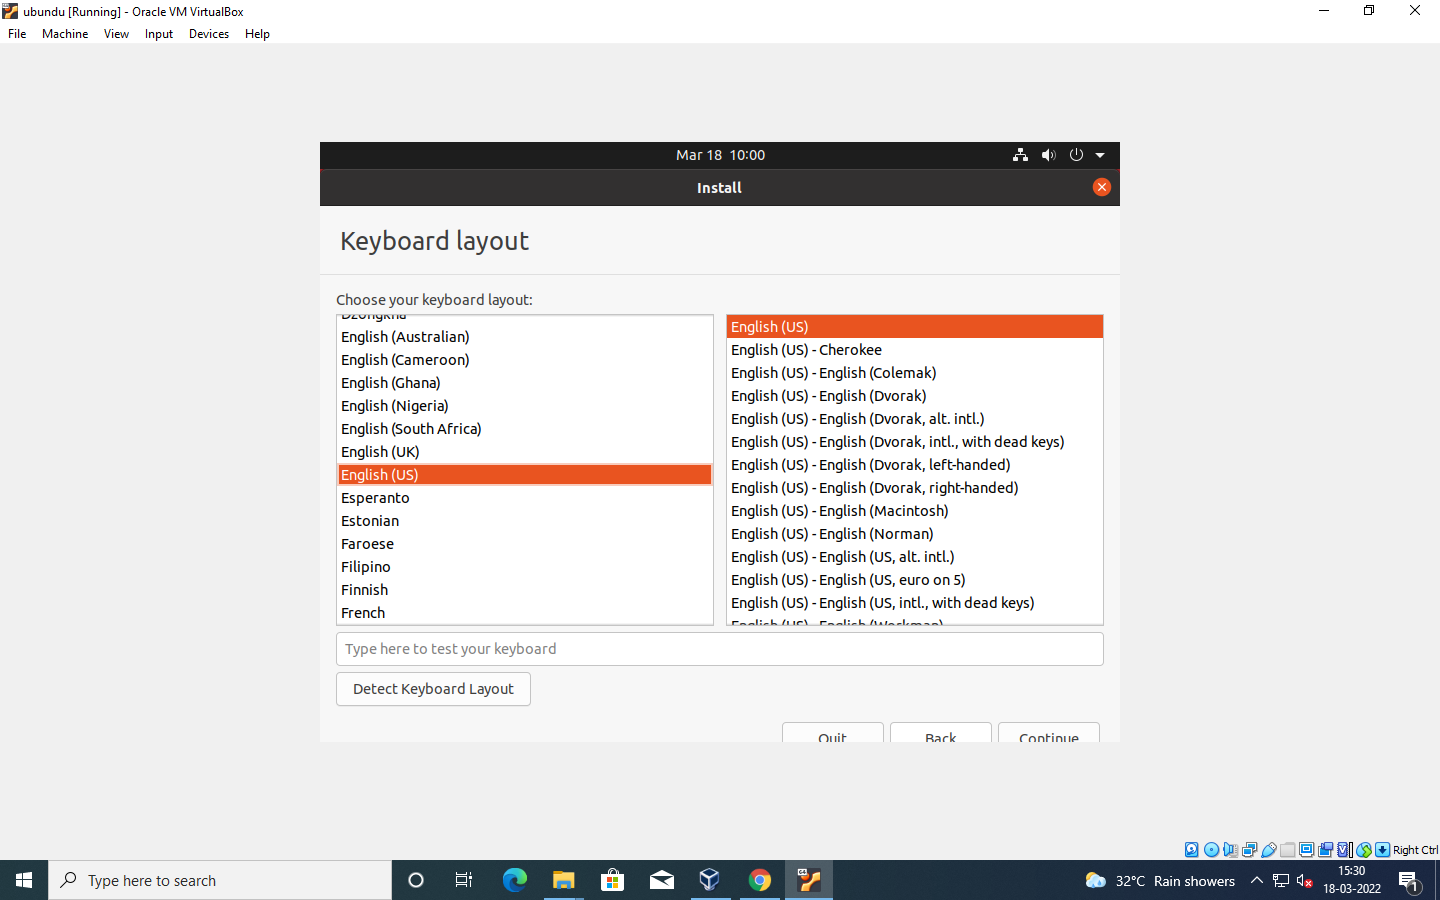 ubundu [Running] - Oracle VM VirtualBox
File Machine View Input Devices Help
Mar 18 10:00
Install
Keyboard layout
Choose your keyboard layout:
Dzongkha
English (Australian)
English (Cameroon)
English (Ghana)
English (Nigeria)
English (South Africa)
English (UK)
English (US)
Esperanto
Estonian
Faroese
Filipino
Finnish
French
English (US)
English (US) - Cherokee
English (US) - English (Colemak)
English (US) - English (Dvorak)
English (US) - English (Dvorak, alt. intl.)
English (US) - English (Dvorak, intl., with dead keys)
English (US) - English (Dvorak, left-handed)
English (US) - English (Dvorak, right-handed)
English (US) - English (Macintosh)
English (US) - English (Norman)
English (US) - English (US, alt. intl.)
English (US) - English (US, euro on 5)
English (US) - English (US, intl., with dead keys)
English (US) - English (Workman)
Type here to test your keyboard
Detect Keyboard Layout
Quit Back Continue
Right Ctrl
Type here to search
64
32°C Rain showers
15:30
18-03-2022
1